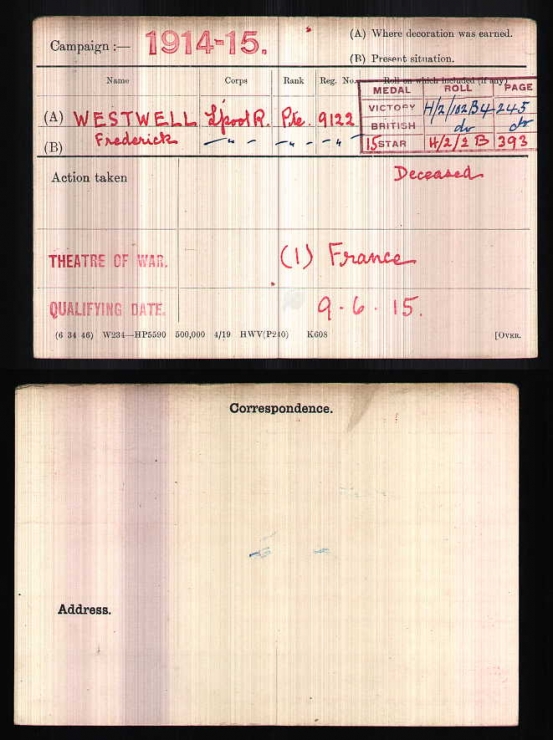 Campaign :— 1914-15.
(A) Where decoration was earned.
(B) Present situation.
Name Corps Rank Reg. No. Roll on which included (if any)
MEDAL ROLL PAGE
VICTORY H/2/102B4 245
BRITISH do do
15 STAR H/2/2B 393
(A) WESTWELL L'pool R. Pte. 9122
(B) Frederick — " — — " — — " —
Action taken
Deceased
THEATRE OF WAR. (1) France
QUALIFYING DATE. 9·6·15.
(6 34 46) W234—HP5590 500,000 4/19 HWV(P240) K608 [OVER.
Correspondence.
Address.